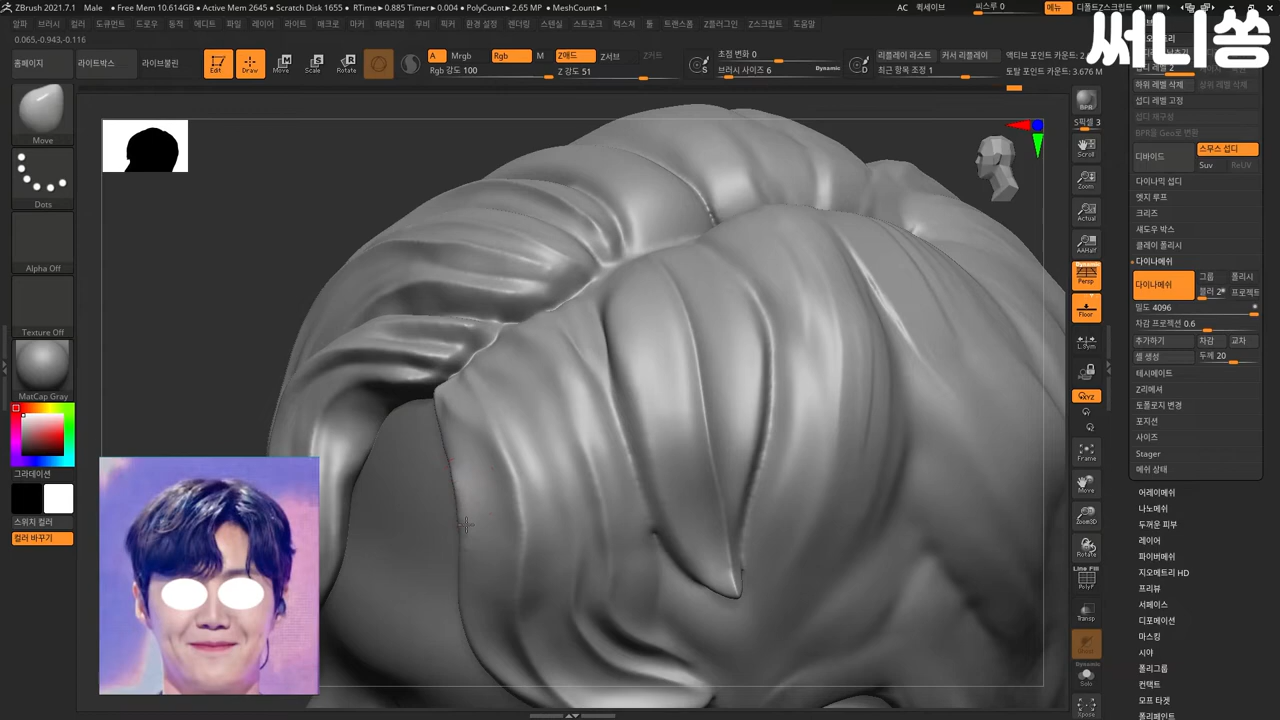 ZBrush 2021.7.1 Male • Free Mem 10.614GB • Active Mem 2645 • Scratch Disk 1655 • RTime▸0.885 Timer▸0.004 • PolyCount▸2.65 MP • MeshCount▸1
AC 퀵세이브 씨스루 0 메뉴 디폴트Z스크립트
알파 브러시 컬러 도큐먼트 드로우 동적 에디트 파일 레이어 라이트 매크로 마커 매테리얼 무비 픽커 환경 설정 렌더링 스텐실 스트로크 텍스쳐 툴 트랜스폼 Z플러그인 Z스크립트 도움말
써니쏭
0.065,-0.943,-0.116
홈페이지 라이트박스 라이브불린
Edit Draw Move Scale Rotate
A Mrgb Rgb M Z애드 Z서브 Z커트
Rgb 강도 100 Z 강도 51
초점 변화 0
브러시 사이즈 6 Dynamic
S
D
리플레이 라스트 커서 리플레이
최근 항목 조정 1
액티브 포인트 카운트: 2.
토탈 포인트 카운트: 3.676 M
Move
Dots
Alpha Off
Texture Off
MatCap Gray
그라데이션
스위치 컬러
컬러 바꾸기
BPR
S픽셀 3
Scroll
Zoom
Actual
AAHalf
Dynamic
Persp
Floor
L.Sym
XYZ
Frame
Move
Zoom3D
Rotate
Line Fill
PolyF
Transp
Ghost
Dynamic
Solo
Xpose
섭디 레벨 2
하위 레벨 삭제 상위 레벨 삭제
섭디 레벨 고정
섭디 재구성
BPR을 Geo로 변환
디바이드 스무스 섭디
Suv ReUV
다이나믹 섭디
엣지 루프
크리즈
섀도우 박스
클레이 폴리시
다이나메쉬
다이나메쉬 그룹 폴리시
블러 2 프로젝트
밀도 4096
차감 프로젝션 0.6
추가하기 차감 교차
쉘 생성 두께 20
테시메이트
Z리메셔
토폴로지 변경
포지션
사이즈
Stager
메쉬 상태
어레이메쉬
나노메쉬
두꺼운 피부
레이어
파이버메쉬
지오메트리 HD
프리뷰
서페이스
디포메이션
마스킹
시야
폴리그룹
컨택트
모프 타겟
폴리페인트